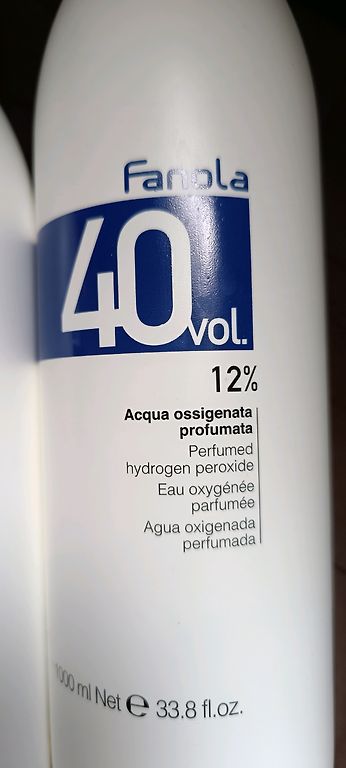 Fanola
40vol.
12%
Acqua ossigenata
profumata
Perfumed
hydrogen peroxide
Eau oxygénée
parfumée
Agua oxigenada
perfumada
1000 ml Net e 33.8 fl.oz.